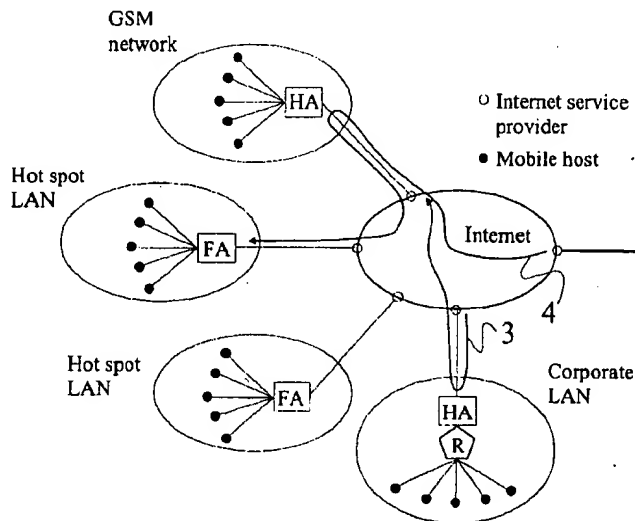 GSM
network
HA
Internet service
provider
Mobile host
Hot spot
LAN
FA
Internet
4
3
Hot spot
LAN
FA
Corporate
LAN
HA
R